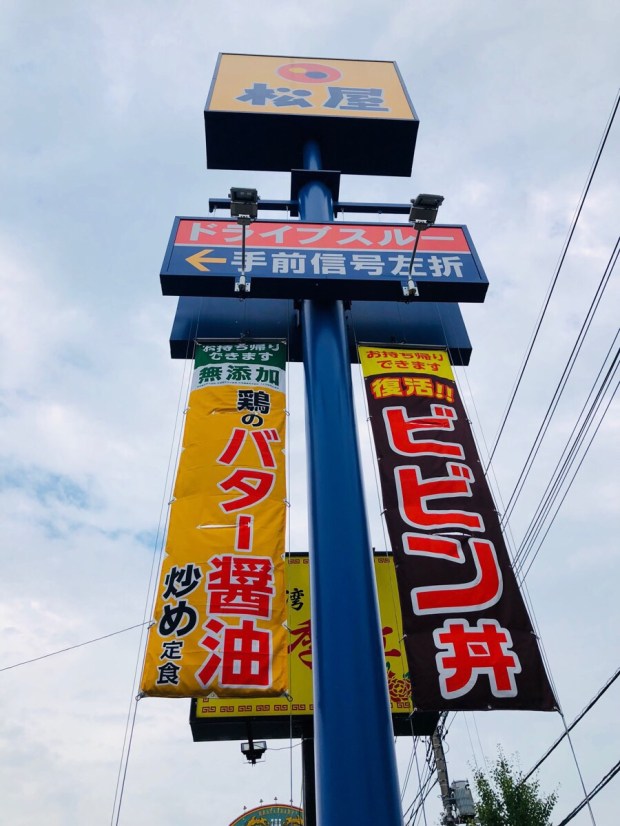 松屋
ドライブスルー
←手前信号左折
お持ち帰り
できます
無添加
鶏の
バター醤油
炒め定食
お持ち帰り
できます
復活!!
ビビン丼
湾
季